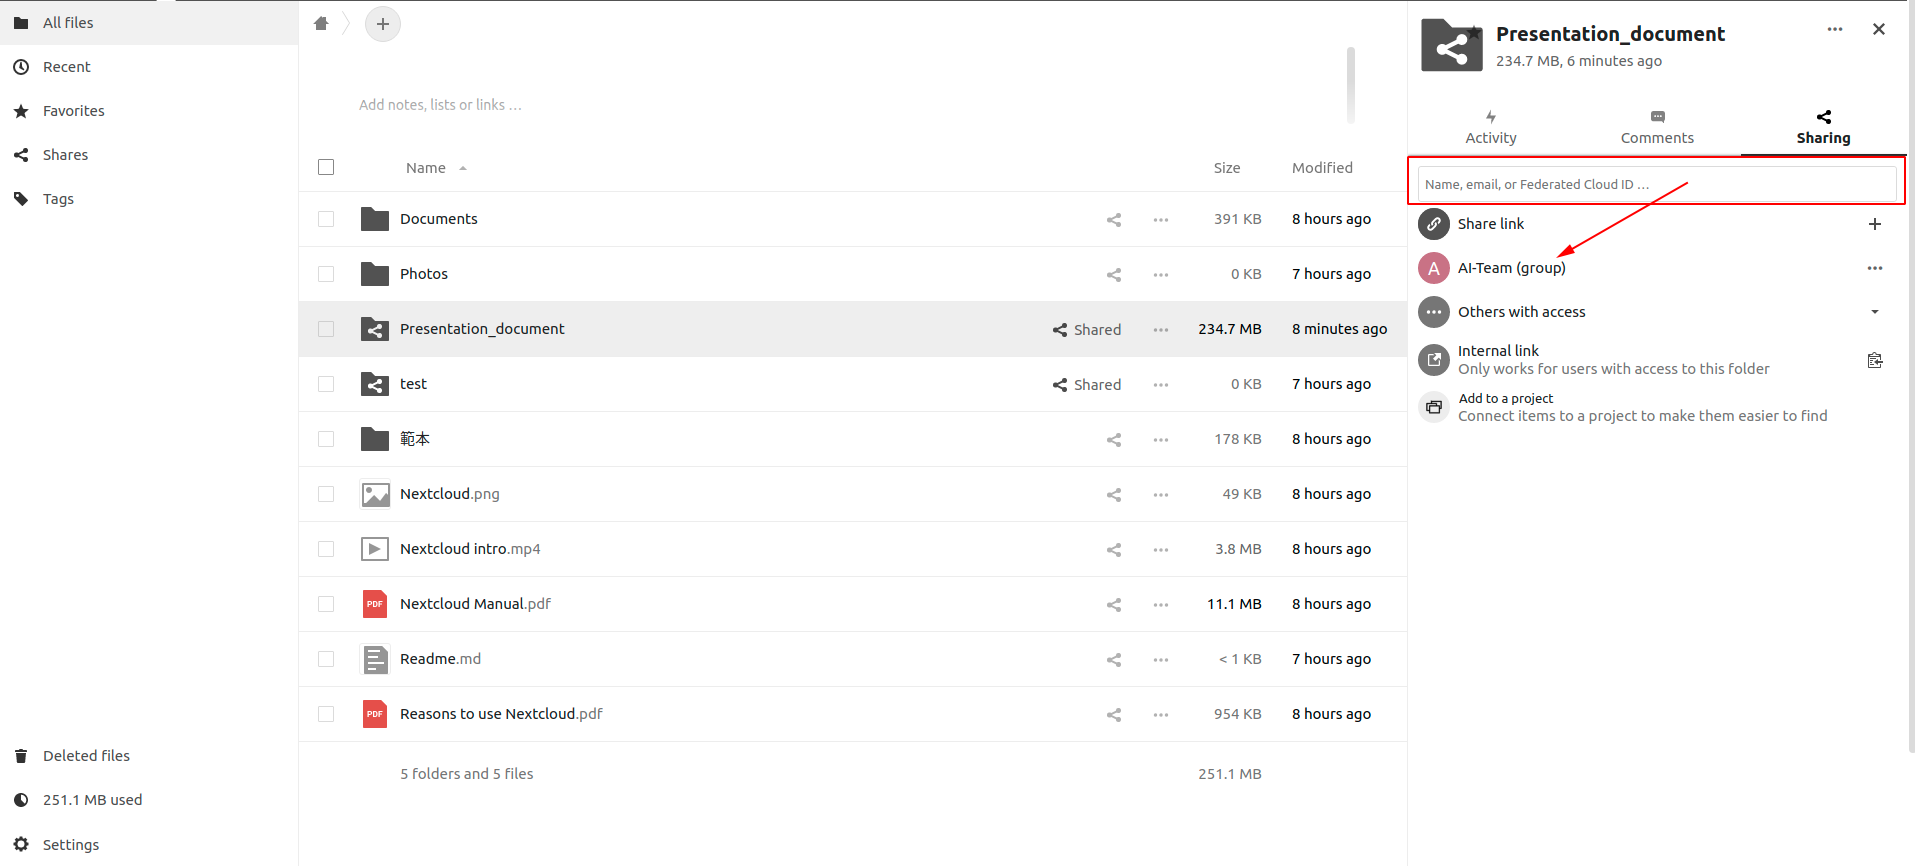 All files
Recent
Favorites
Shares
Tags
Deleted files
251.1 MB used
Settings
Add notes, lists or links ...
Name Size Modified
Documents 391 KB 8 hours ago
Photos 0 KB 7 hours ago
Presentation_document Shared 234.7 MB 8 minutes ago
test Shared 0 KB 7 hours ago
範本 178 KB 8 hours ago
Nextcloud.png 49 KB 8 hours ago
Nextcloud intro.mp4 3.8 MB 8 hours ago
PDF Nextcloud Manual.pdf 11.1 MB 8 hours ago
Readme.md < 1 KB 7 hours ago
PDF Reasons to use Nextcloud.pdf 954 KB 8 hours ago
5 folders and 5 files 251.1 MB
Presentation_document
234.7 MB, 6 minutes ago
Activity Comments Sharing
Name, email, or Federated Cloud ID ...
Share link
A AI-Team (group)
Others with access
Internal link
Only works for users with access to this folder
Add to a project
Connect items to a project to make them easier to find